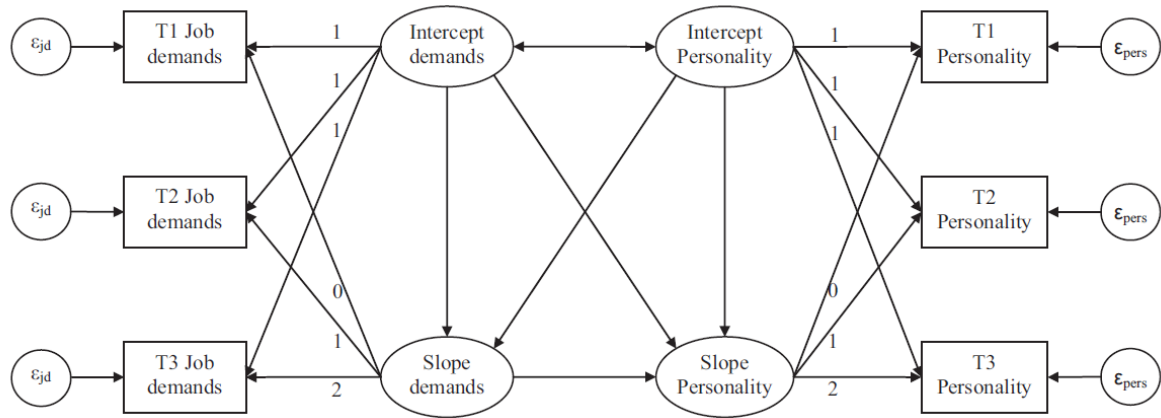 εjd
T1 Job
demands
1
Intercept
demands
Intercept
Personality
1
T1
Personality
εpers
1
1
1
1
εjd
T2 Job
demands
T2
Personality
εpers
0
0
1
1
εjd
T3 Job
demands
2
Slope
demands
Slope
Personality
2
T3
Personality
εpers